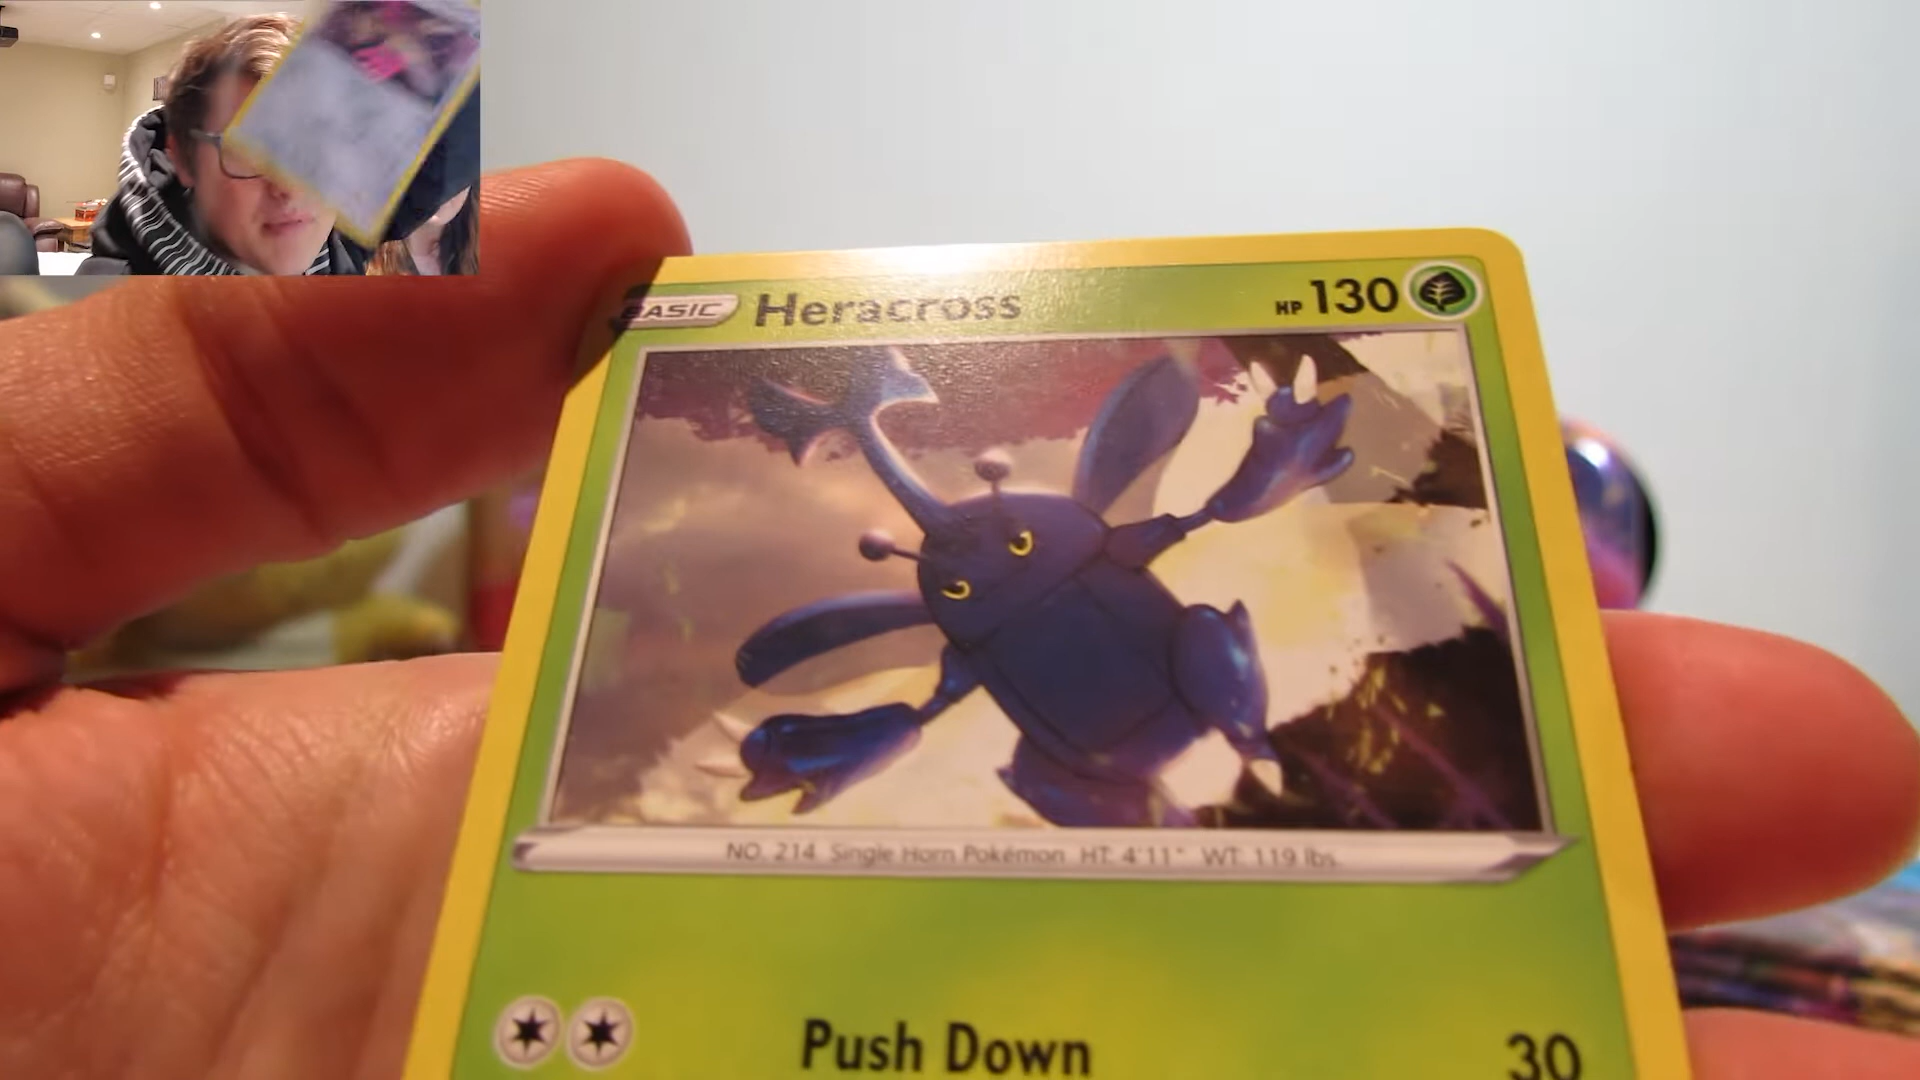 BASIC Heracross HP 130
NO. 214 Single Horn Pokémon HT: 4'11" WT: 119 lbs.
Push Down 30